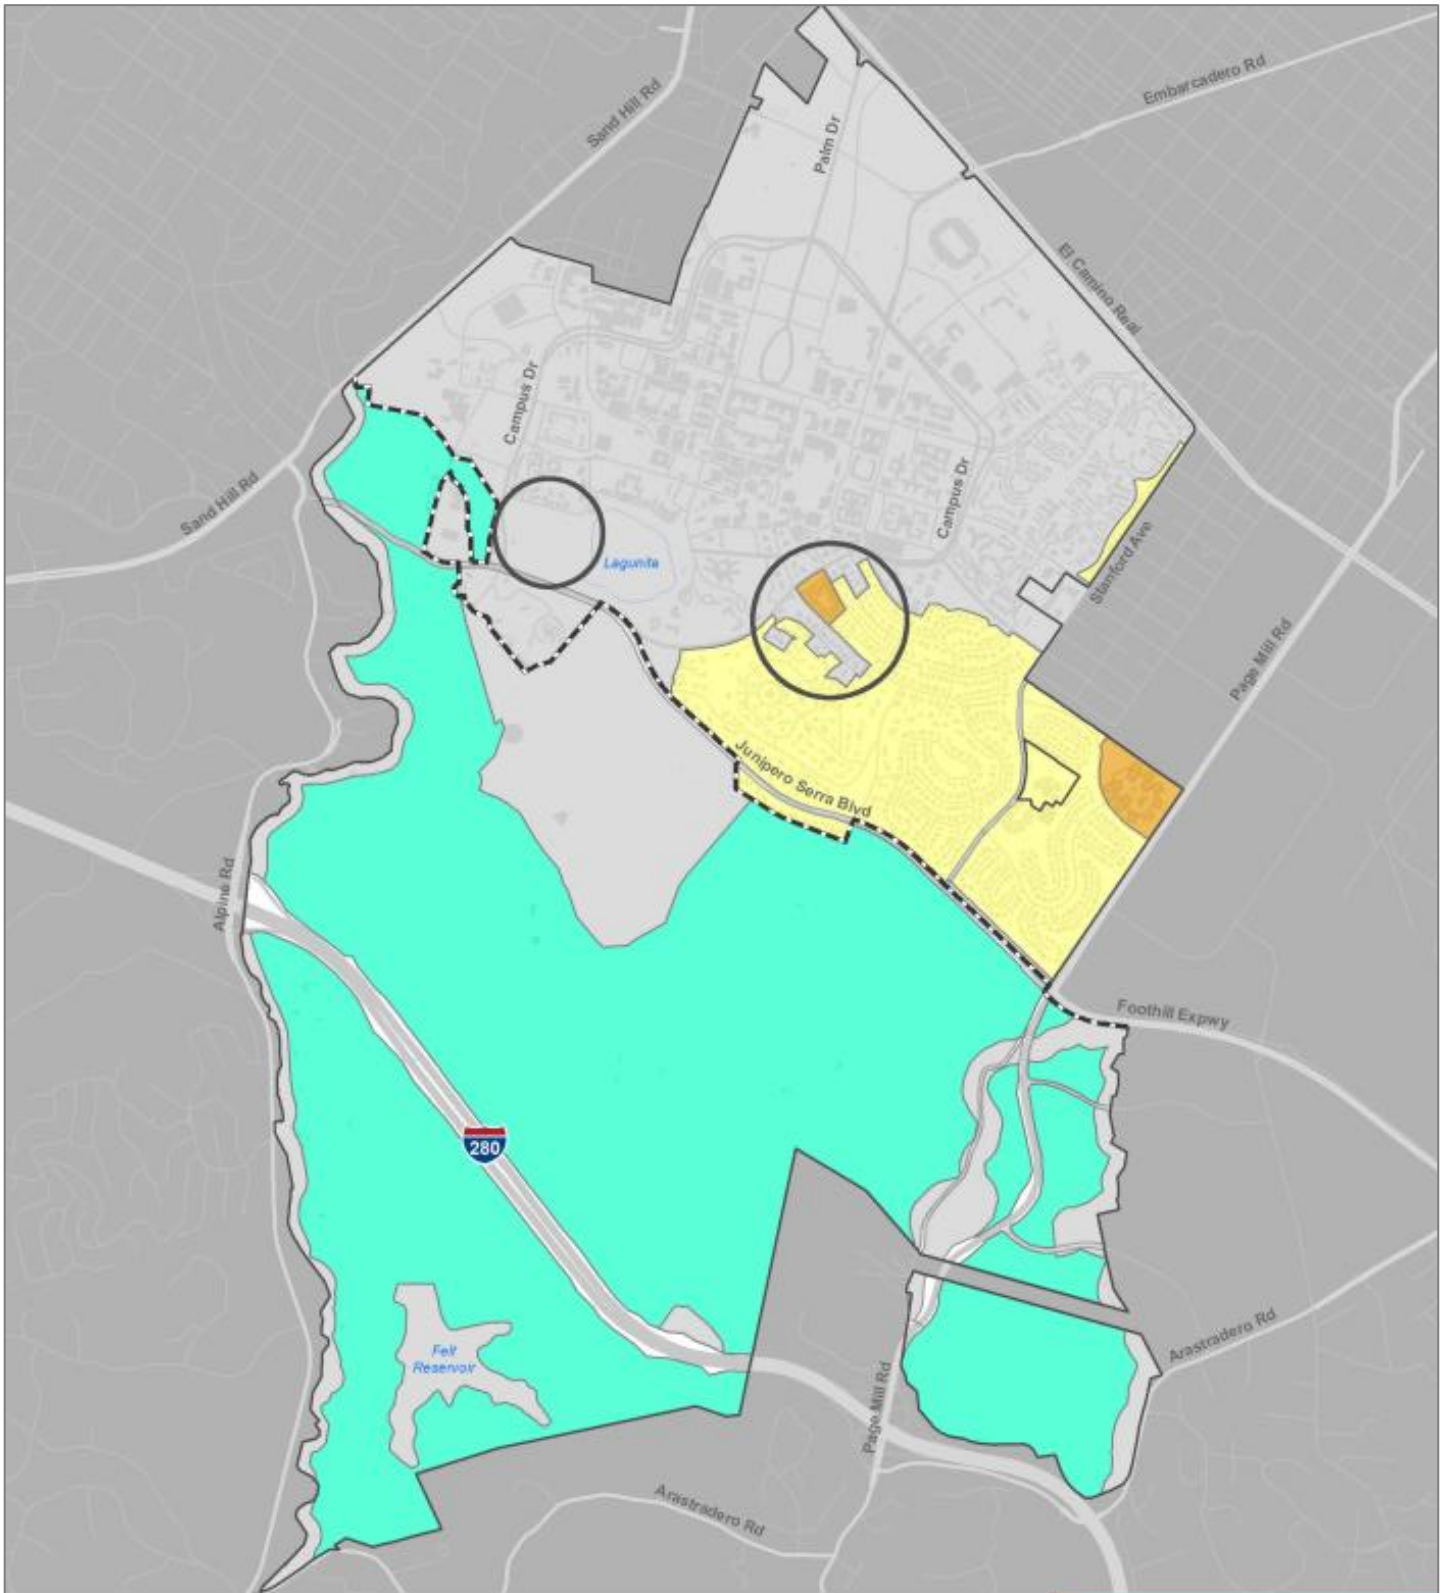 Embarcadero Rd
Sand Hill Rd
Palm Dr
El Camino Real
Campus Dr
Sand Hill Rd
Campus Dr
Stanford Ave
Lagunita
Page Mill Rd
Junipero Serra Blvd
Alpine Rd
Foothill Expwy
280
Felt
Reservoir
Arastradero Rd
Page Mill Rd
Arastradero Rd